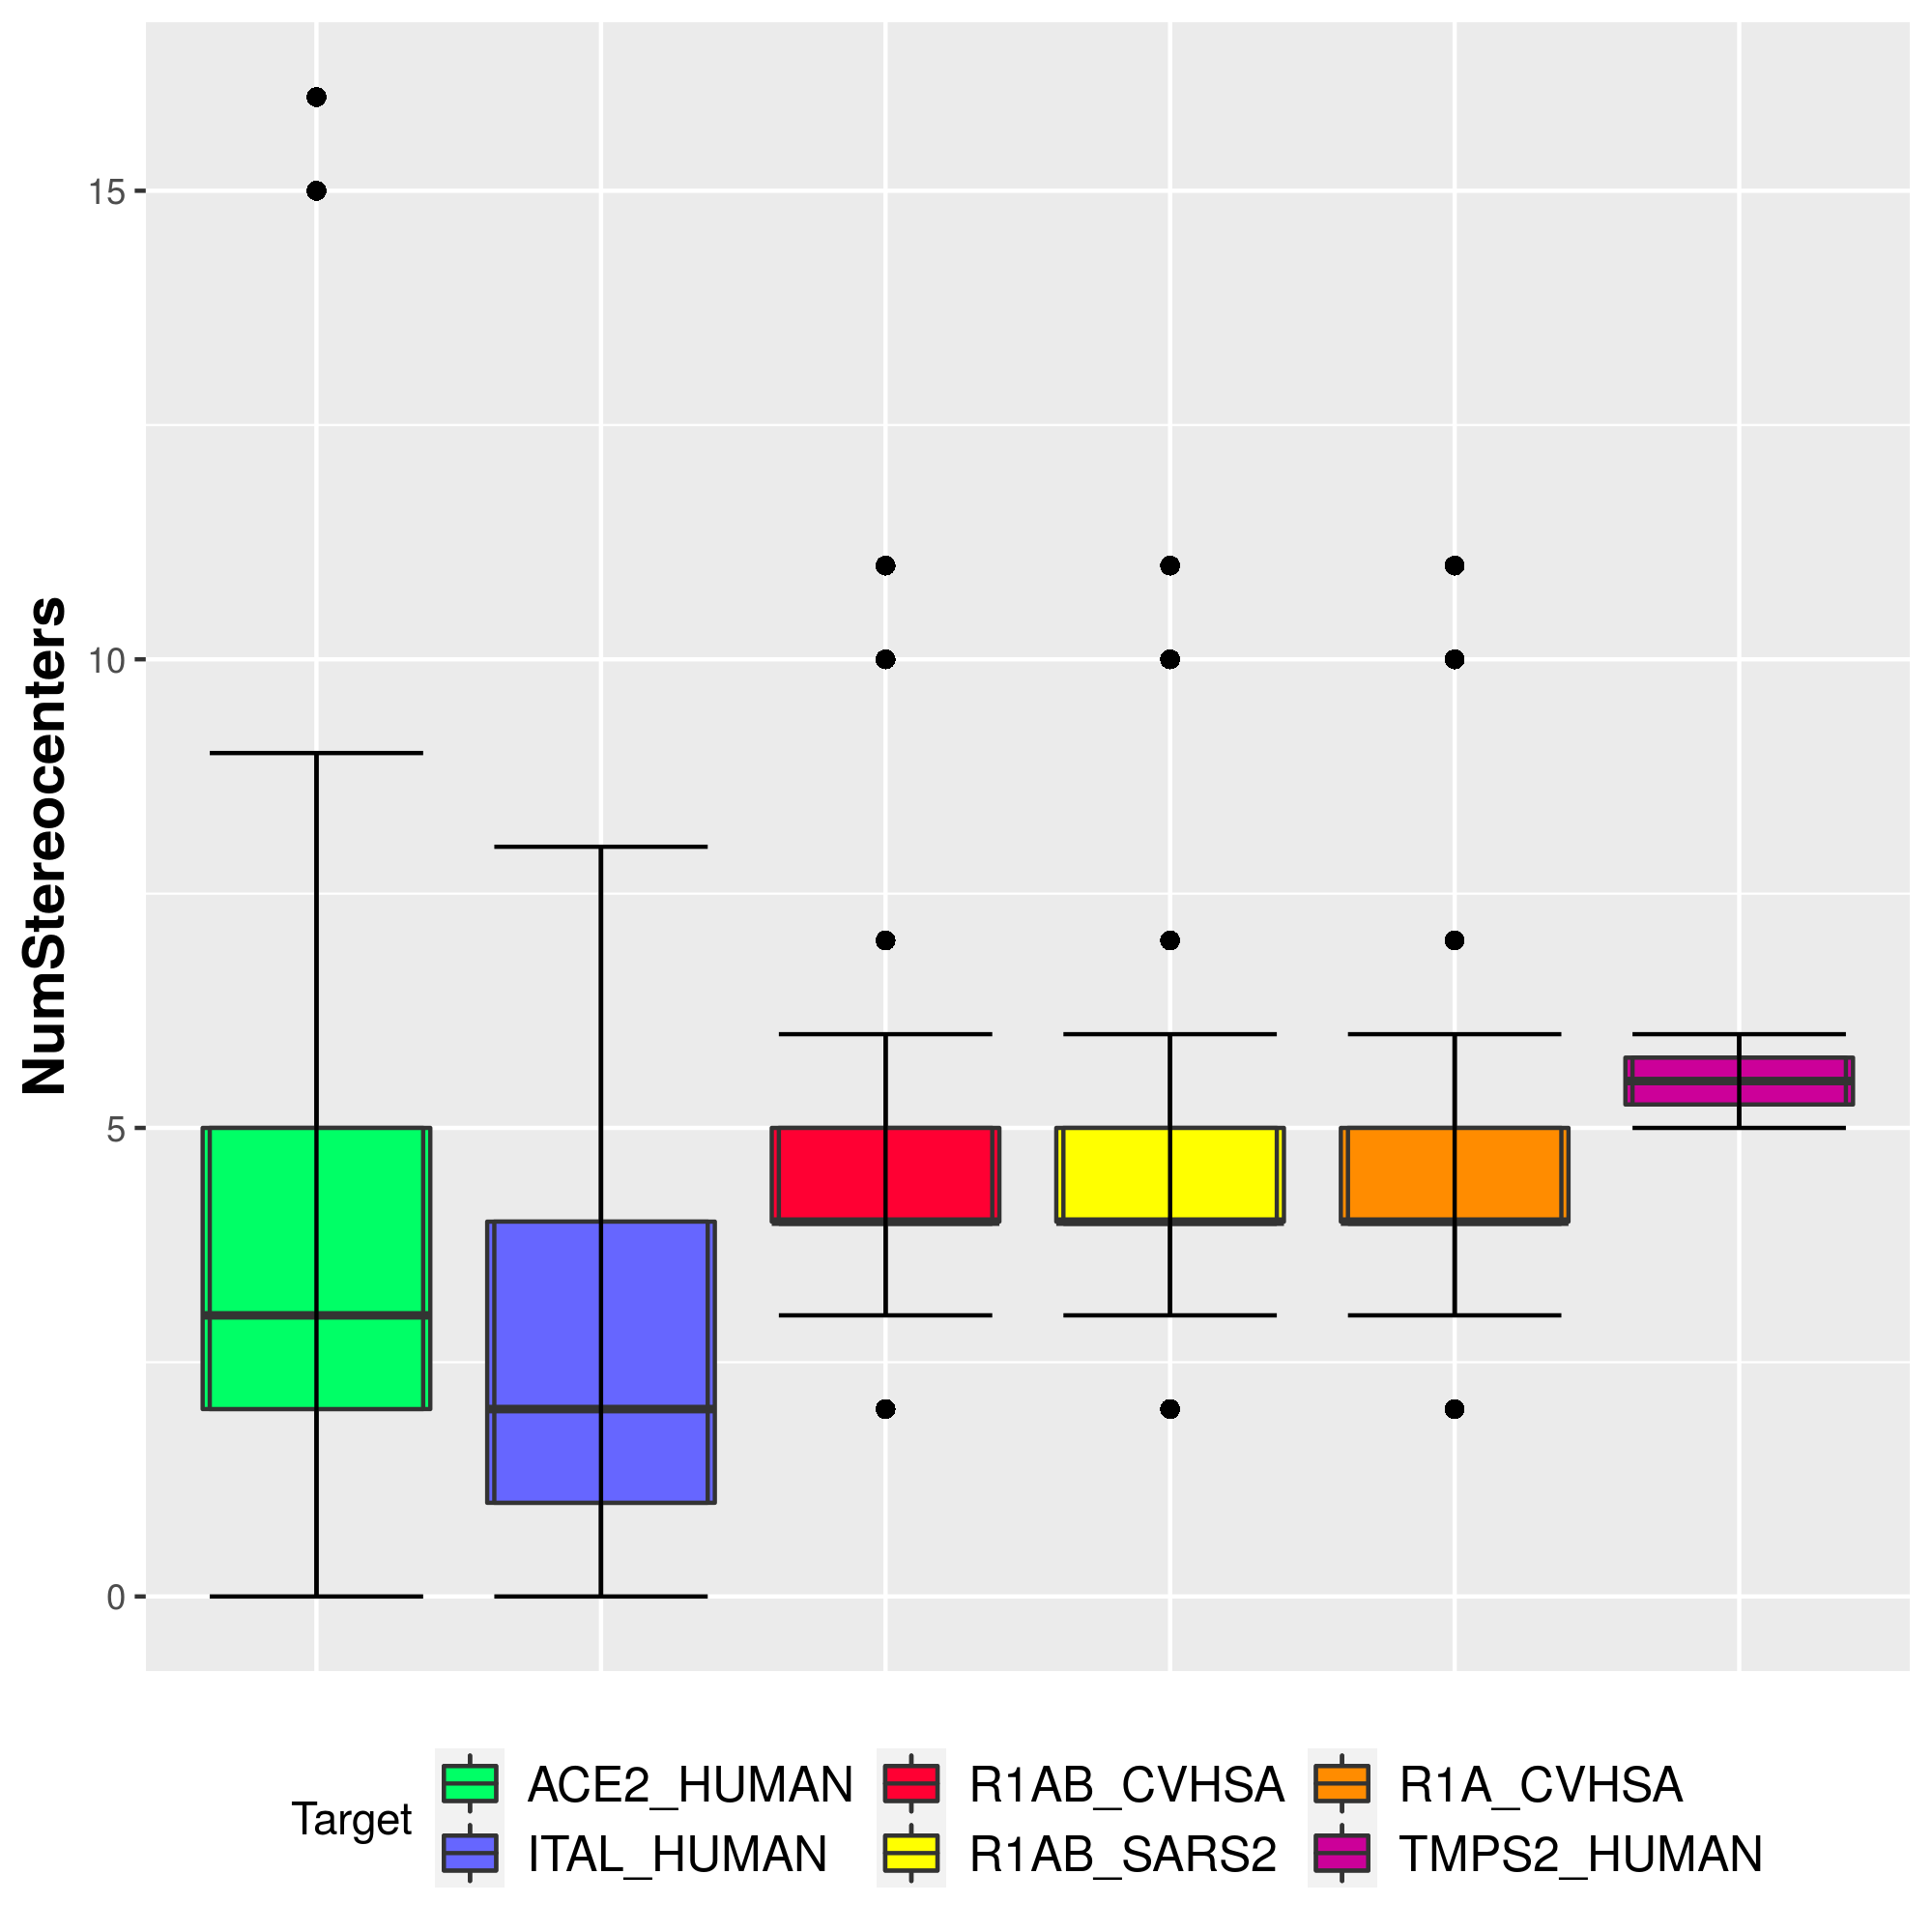 NumStereocenters
15
10
5
0
Target
ACE2_HUMAN
ITAL_HUMAN
R1AB_CVHSA
R1AB_SARS2
R1A_CVHSA
TMPS2_HUMAN